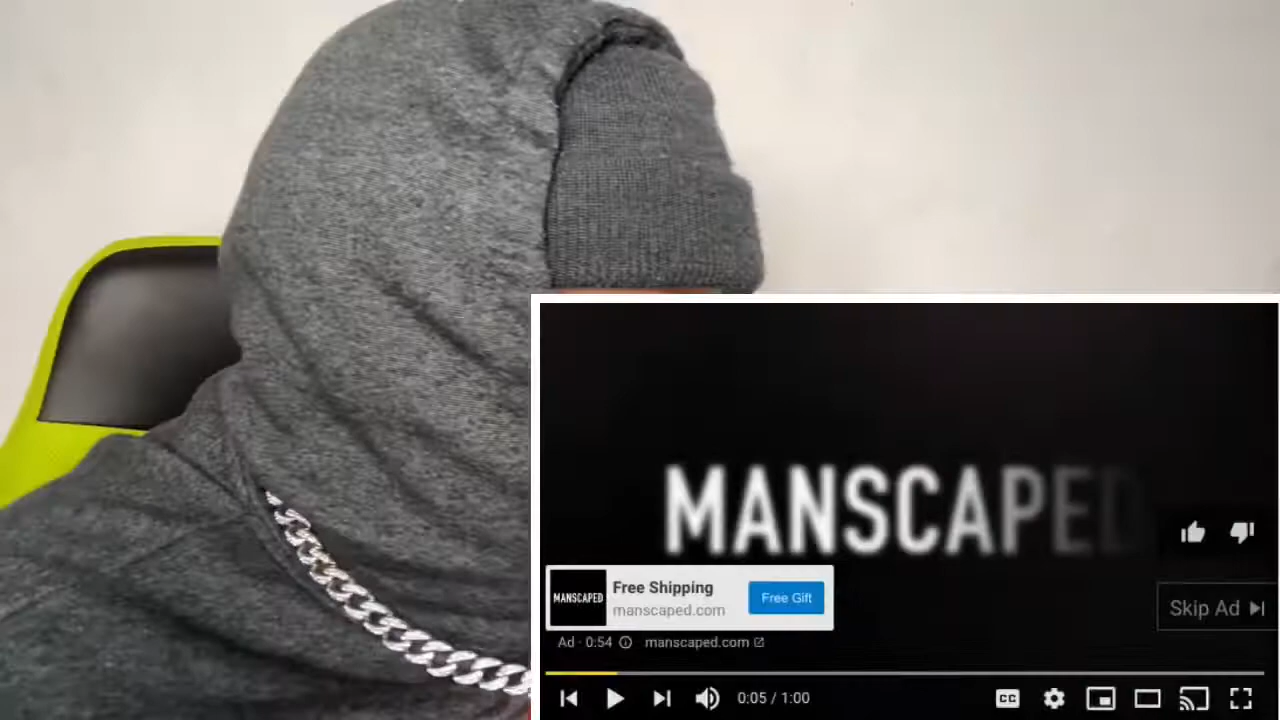 MANSCAPED
MANSCAPED
Free Shipping
manscaped.com
Free Gift
Skip Ad
Ad · 0:54
manscaped.com
0:05 / 1:00
CC